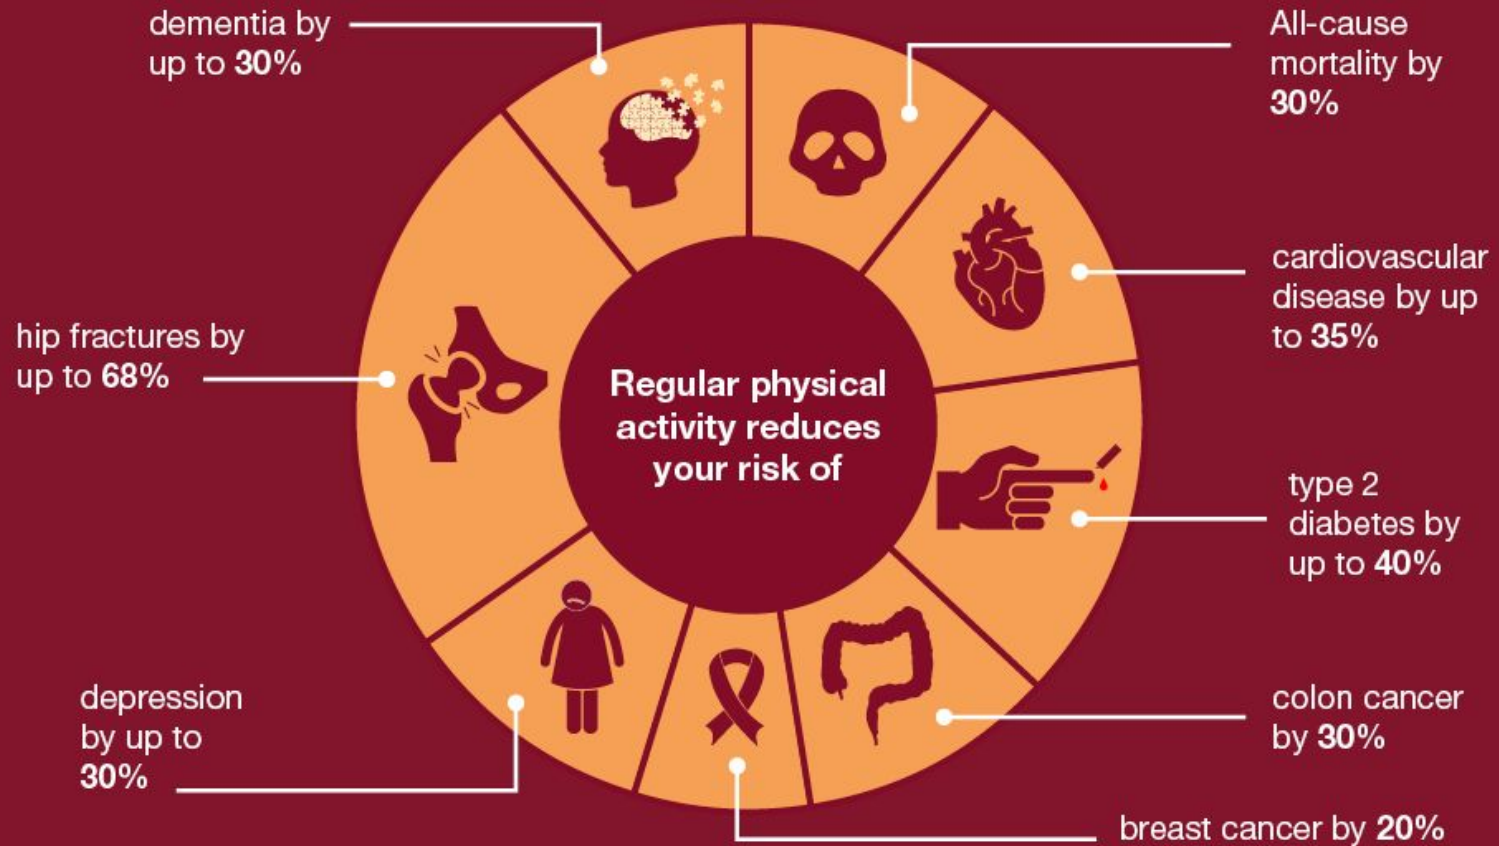 Regular physical
activity reduces
your risk of
All-cause
mortality by
30%
cardiovascular
disease by up
to 35%
type 2
diabetes by
up to 40%
colon cancer
by 30%
breast cancer by 20%
depression
by up to
30%
hip fractures by
up to 68%
dementia by
up to 30%